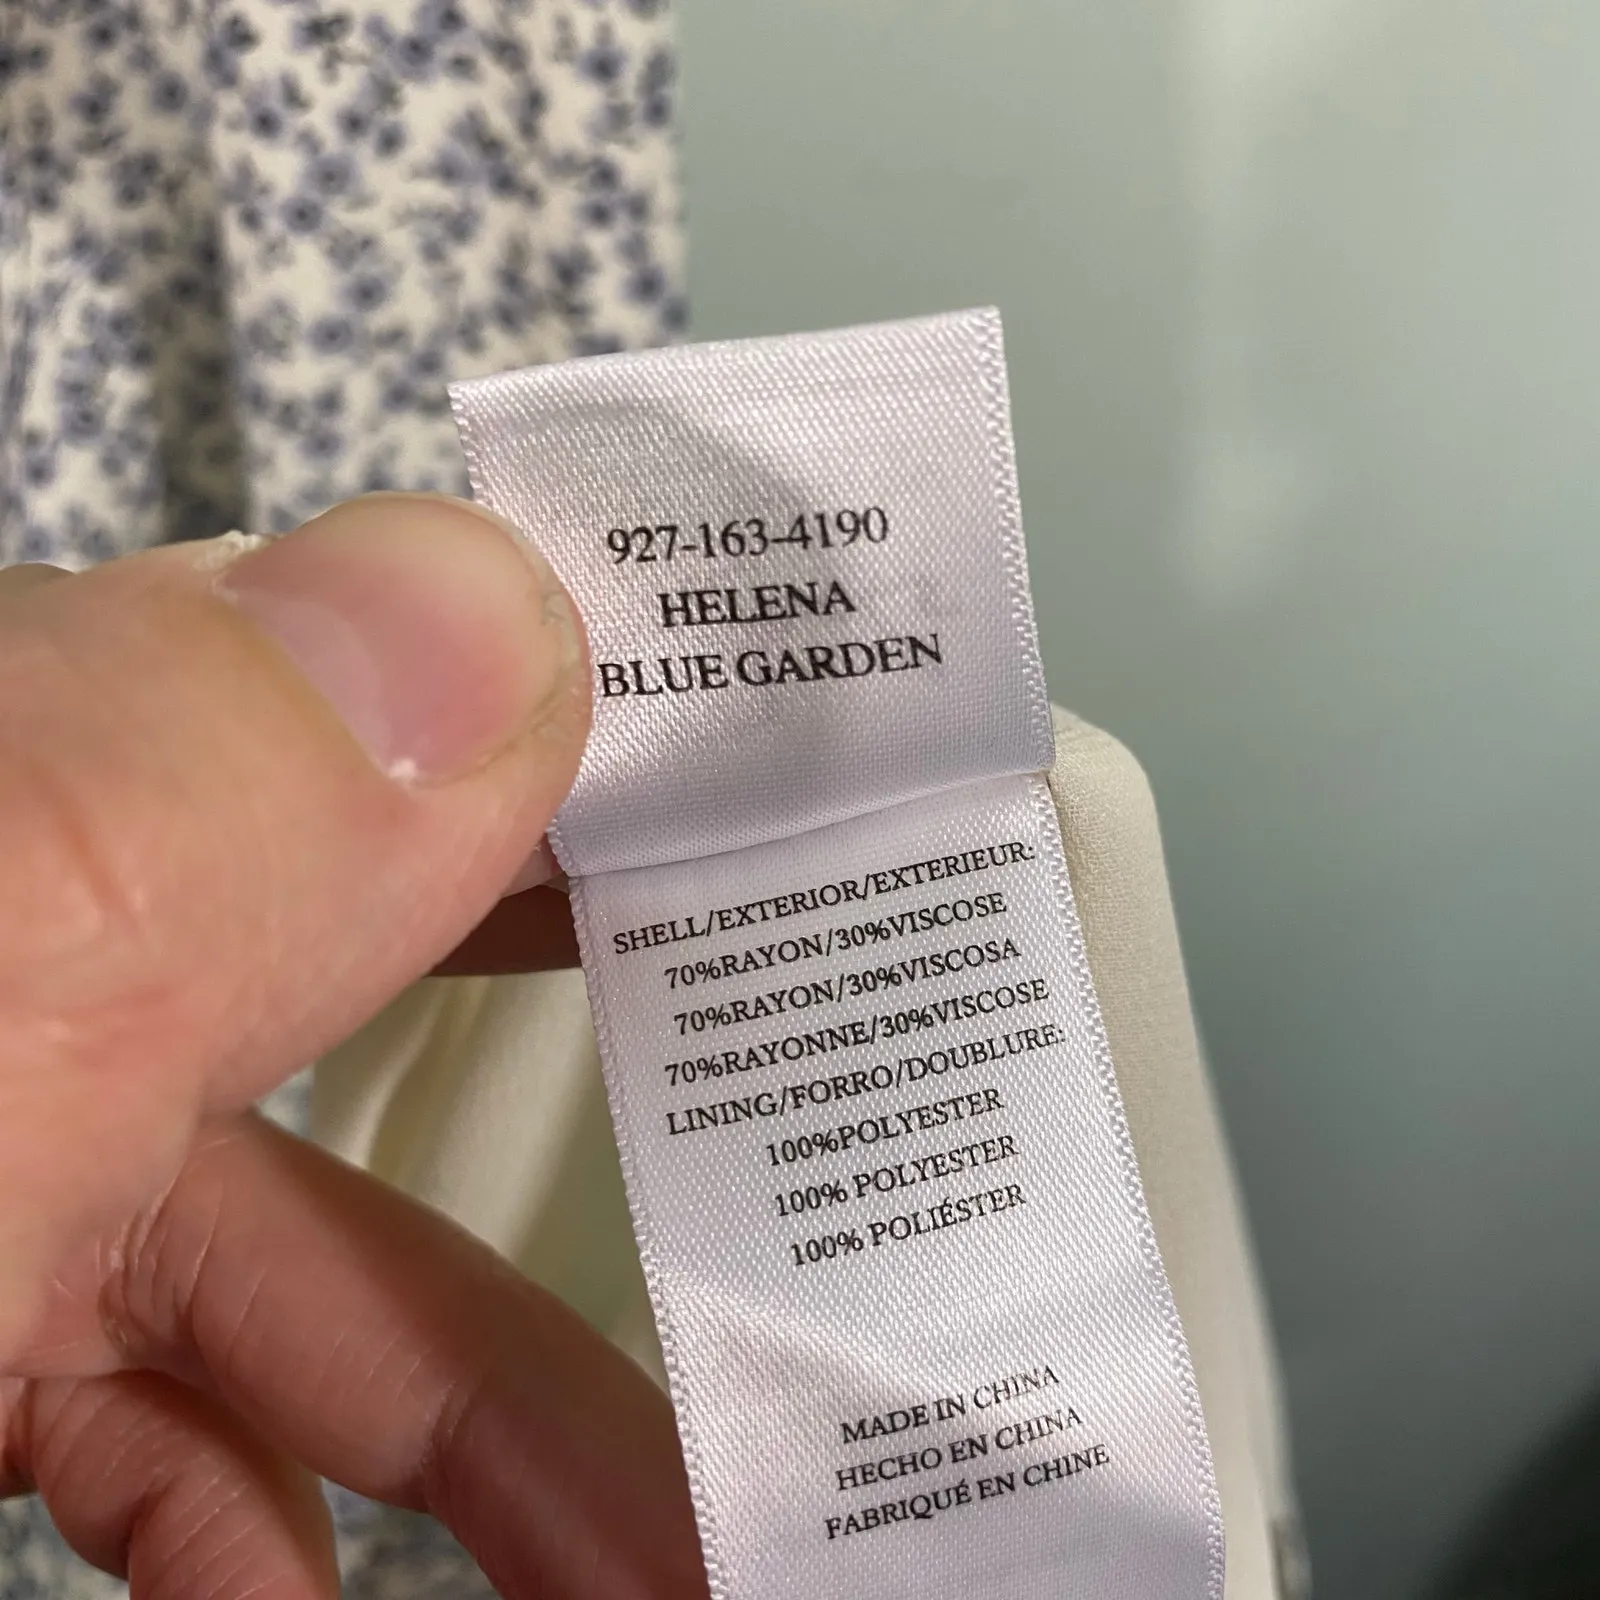 927-163-4190
HELENA
BLUE GARDEN
SHELL/EXTERIOR/EXTERIEUR:
70%RAYON/30%VISCOSE
70%RAYON/30%VISCOSA
70%RAYONNE/30%VISCOSE
LINING/FORRO/DOUBLURE:
100%POLYESTER
100% POLYESTER
100% POLIÉSTER
MADE IN CHINA
HECHO EN CHINA
FABRIQUÉ EN CHINE